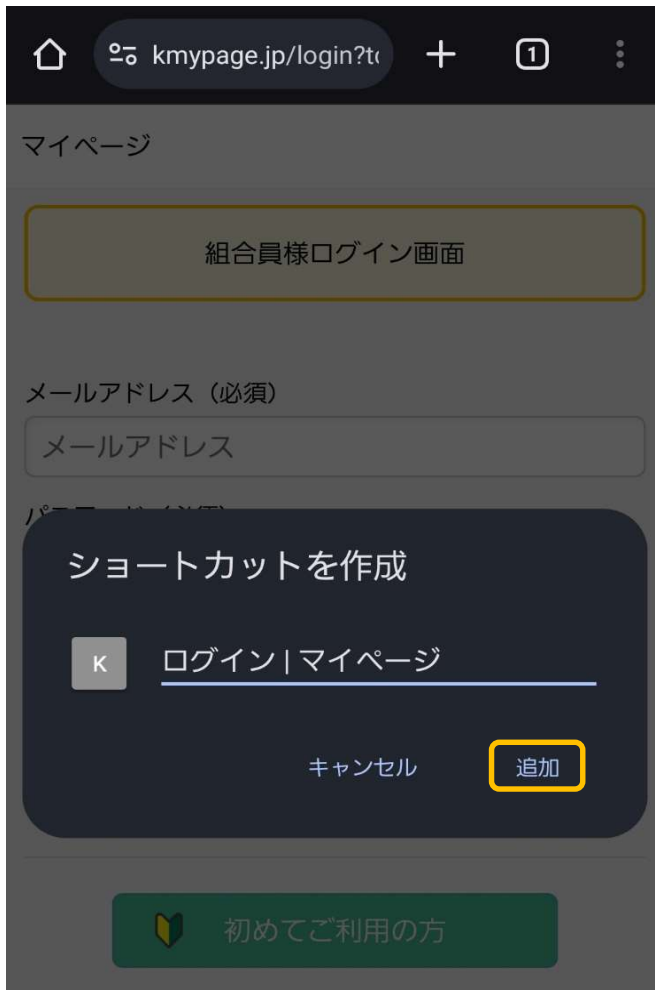 kmypage.jp/login?to
1
マイページ
組合員様ログイン画面
メールアドレス（必須）
メールアドレス
ショートカットを作成
K
ログイン | マイページ
キャンセル
追加
初めてご利用の方